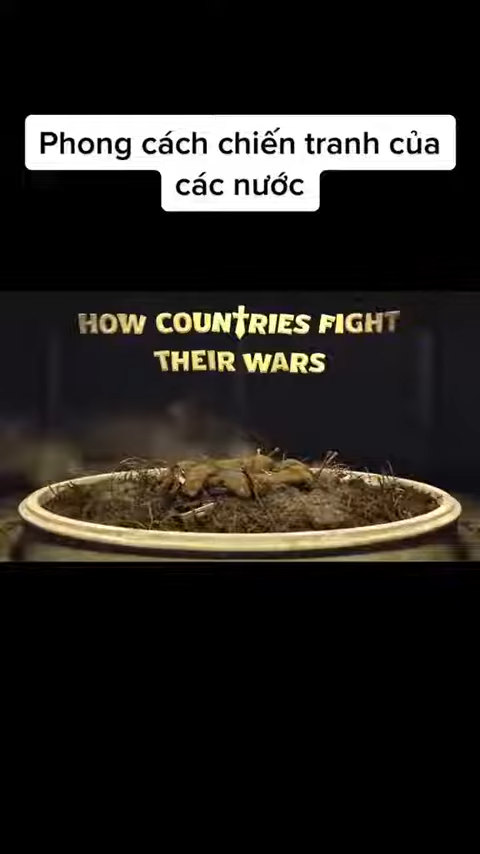 Phong cách chiến tranh của
các nước
HOW COUNTRIES FIGHT
THEIR WARS